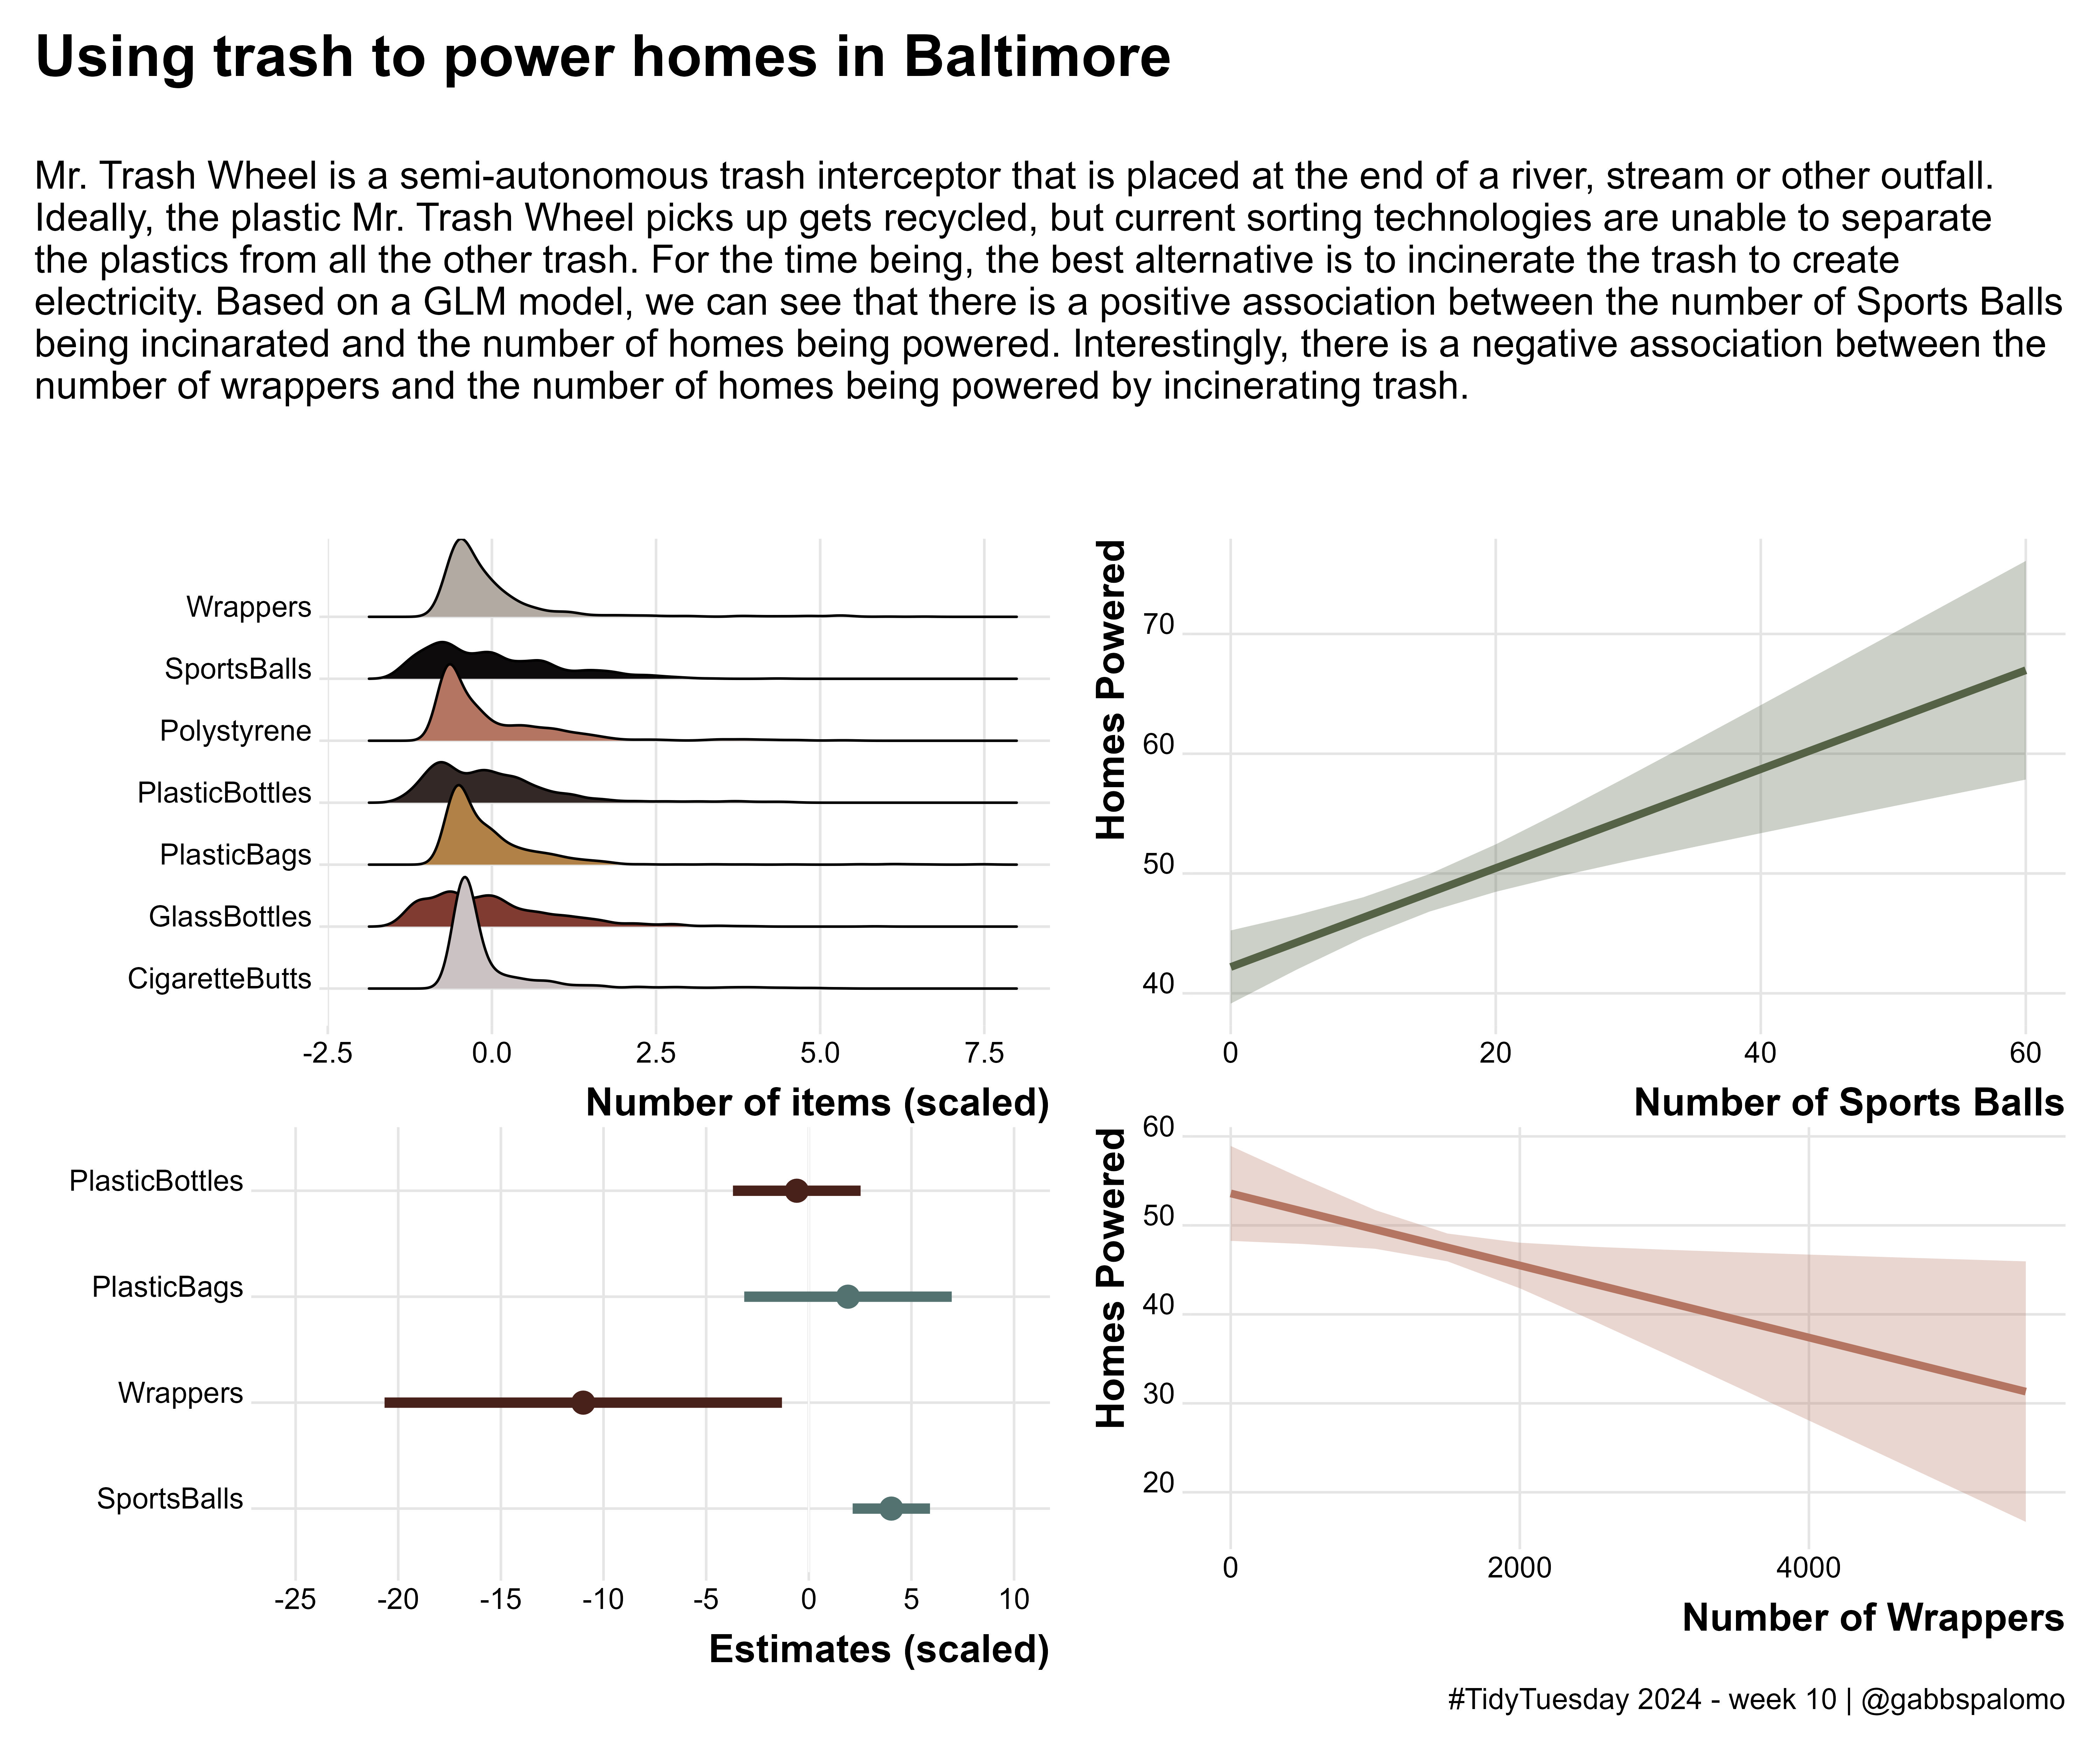 Using trash to power homes in Baltimore
Mr. Trash Wheel is a semi-autonomous trash interceptor that is placed at the end of a river, stream or other outfall.
Ideally, the plastic Mr. Trash Wheel picks up gets recycled, but current sorting technologies are unable to separate
the plastics from all the other trash. For the time being, the best alternative is to incinerate the trash to create
electricity. Based on a GLM model, we can see that there is a positive association between the number of Sports Balls
being incinarated and the number of homes being powered. Interestingly, there is a negative association between the
number of wrappers and the number of homes being powered by incinerating trash.
Wrappers
SportsBalls
Polystyrene
PlasticBottles
PlasticBags
GlassBottles
CigaretteButts
-2.5 0.0 2.5 5.0 7.5
Number of items (scaled)
Homes Powered
70
60
50
40
0 20 40 60
Number of Sports Balls
PlasticBottles
PlasticBags
Wrappers
SportsBalls
-25 -20 -15 -10 -5 0 5 10
Estimates (scaled)
Homes Powered
60
50
40
30
20
0 2000 4000
Number of Wrappers
#TidyTuesday 2024 - week 10 | @gabbspalomo